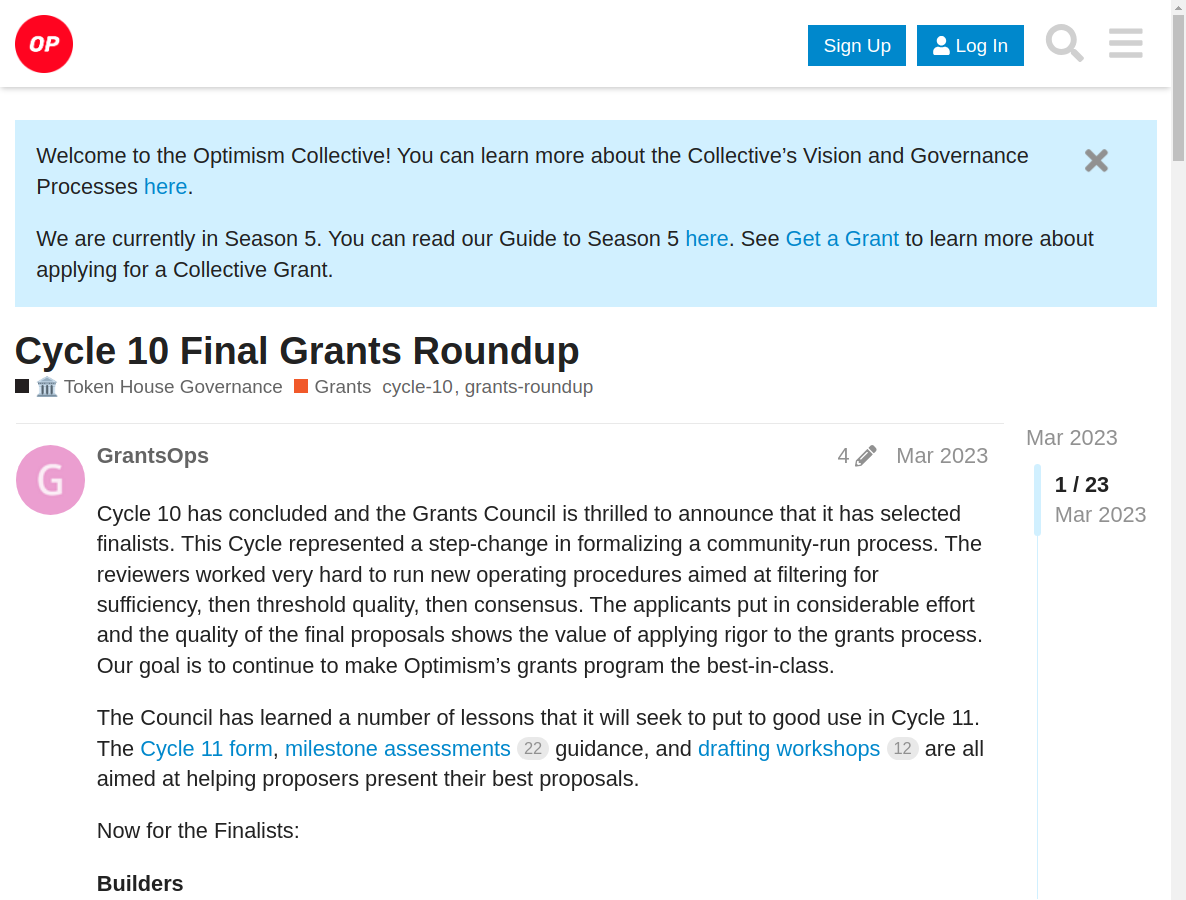 OP
Sign Up
Log In
Welcome to the Optimism Collective! You can learn more about the Collective’s Vision and Governance
Processes here.
We are currently in Season 5. You can read our Guide to Season 5 here. See Get a Grant to learn more about
applying for a Collective Grant.
Cycle 10 Final Grants Roundup
Token House Governance Grants cycle-10, grants-roundup
G
GrantsOps
4
Mar 2023
Cycle 10 has concluded and the Grants Council is thrilled to announce that it has selected
finalists. This Cycle represented a step-change in formalizing a community-run process. The
reviewers worked very hard to run new operating procedures aimed at filtering for
sufficiency, then threshold quality, then consensus. The applicants put in considerable effort
and the quality of the final proposals shows the value of applying rigor to the grants process.
Our goal is to continue to make Optimism’s grants program the best-in-class.
The Council has learned a number of lessons that it will seek to put to good use in Cycle 11.
The Cycle 11 form, milestone assessments 22 guidance, and drafting workshops 12 are all
aimed at helping proposers present their best proposals.
Now for the Finalists:
Builders
Mar 2023
1 / 23
Mar 2023